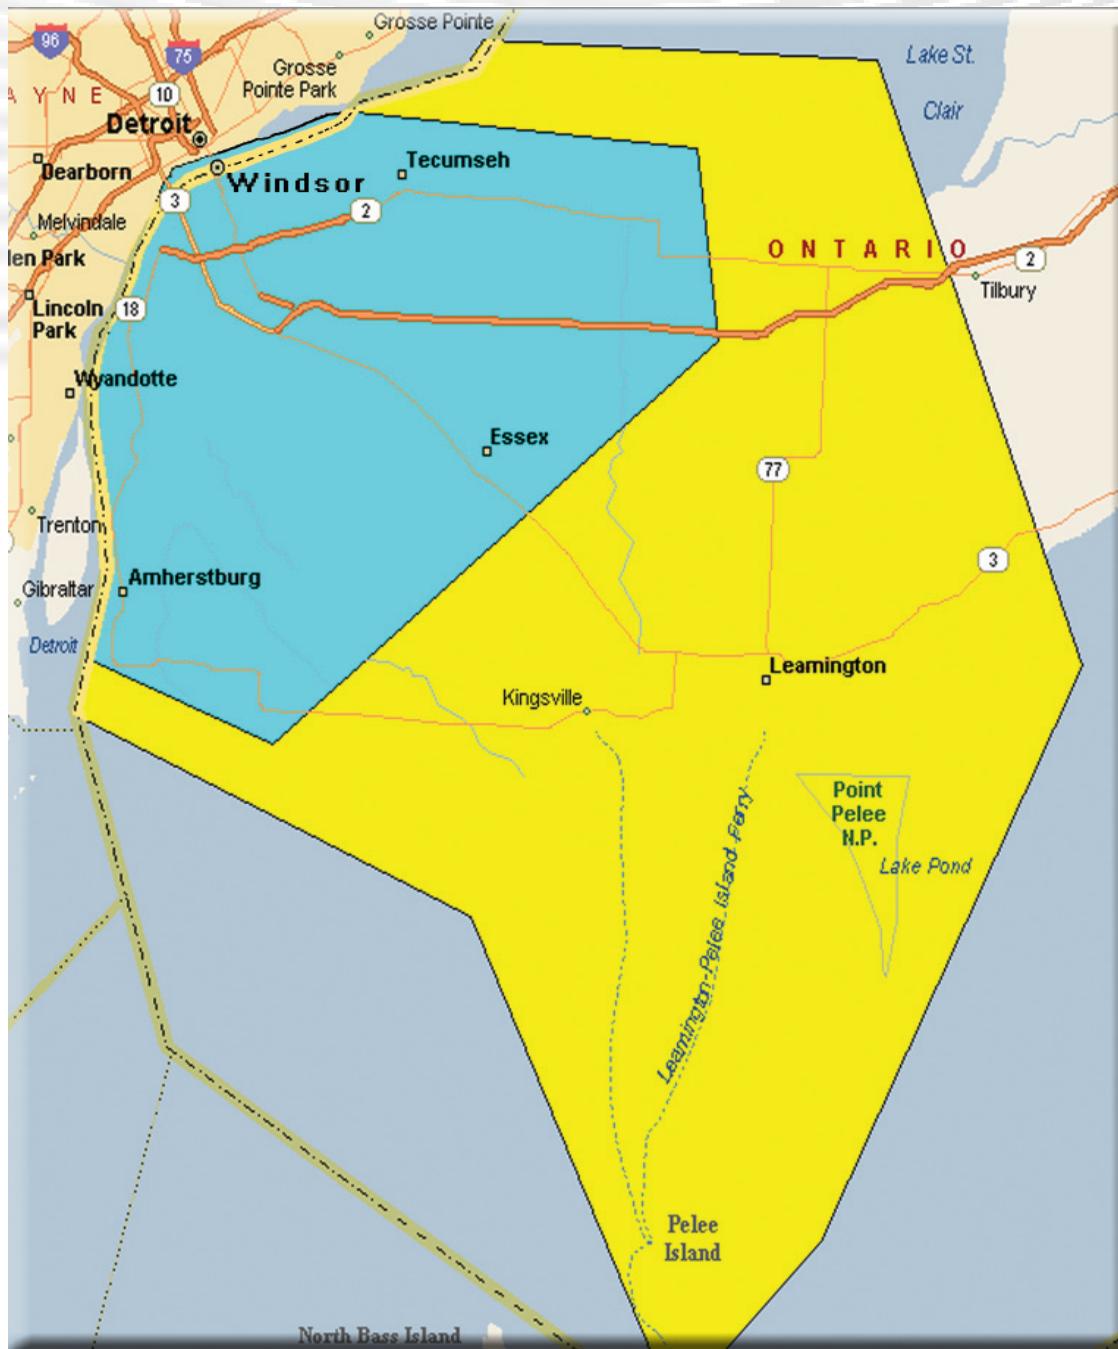 Grosse Pointe
96
75
Lake St.
Clair
Grosse
Pointe Park
AYNE
10
Detroit
Dearborn
Windsor
Tecumseh
3
2
Melvindale
len Park
ONTARIO
2
Tilbury
18
Lincoln
Park
Wyandotte
Essex
77
Trenton
3
Amherstburg
Gibraltar
Detroit
Leamington
Kingsville
Point
Pelee
N.P.
Lake Pond
Leamington-Pelee Island Ferry
Pelee
Island
North Bass Island